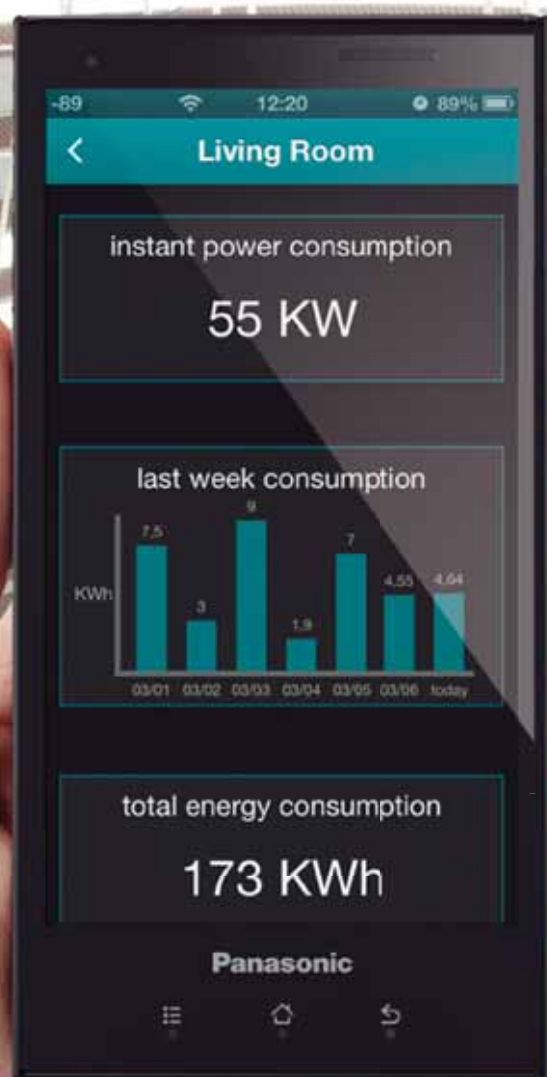 -89 12:20 89%
Living Room
instant power consumption
55 KW
last week consumption
9
7,5
7
4,55 4,64
KWh
3
1,9
03/01 03/02 03/03 03/04 03/05 03/06 today
total energy consumption
173 KWh
Panasonic